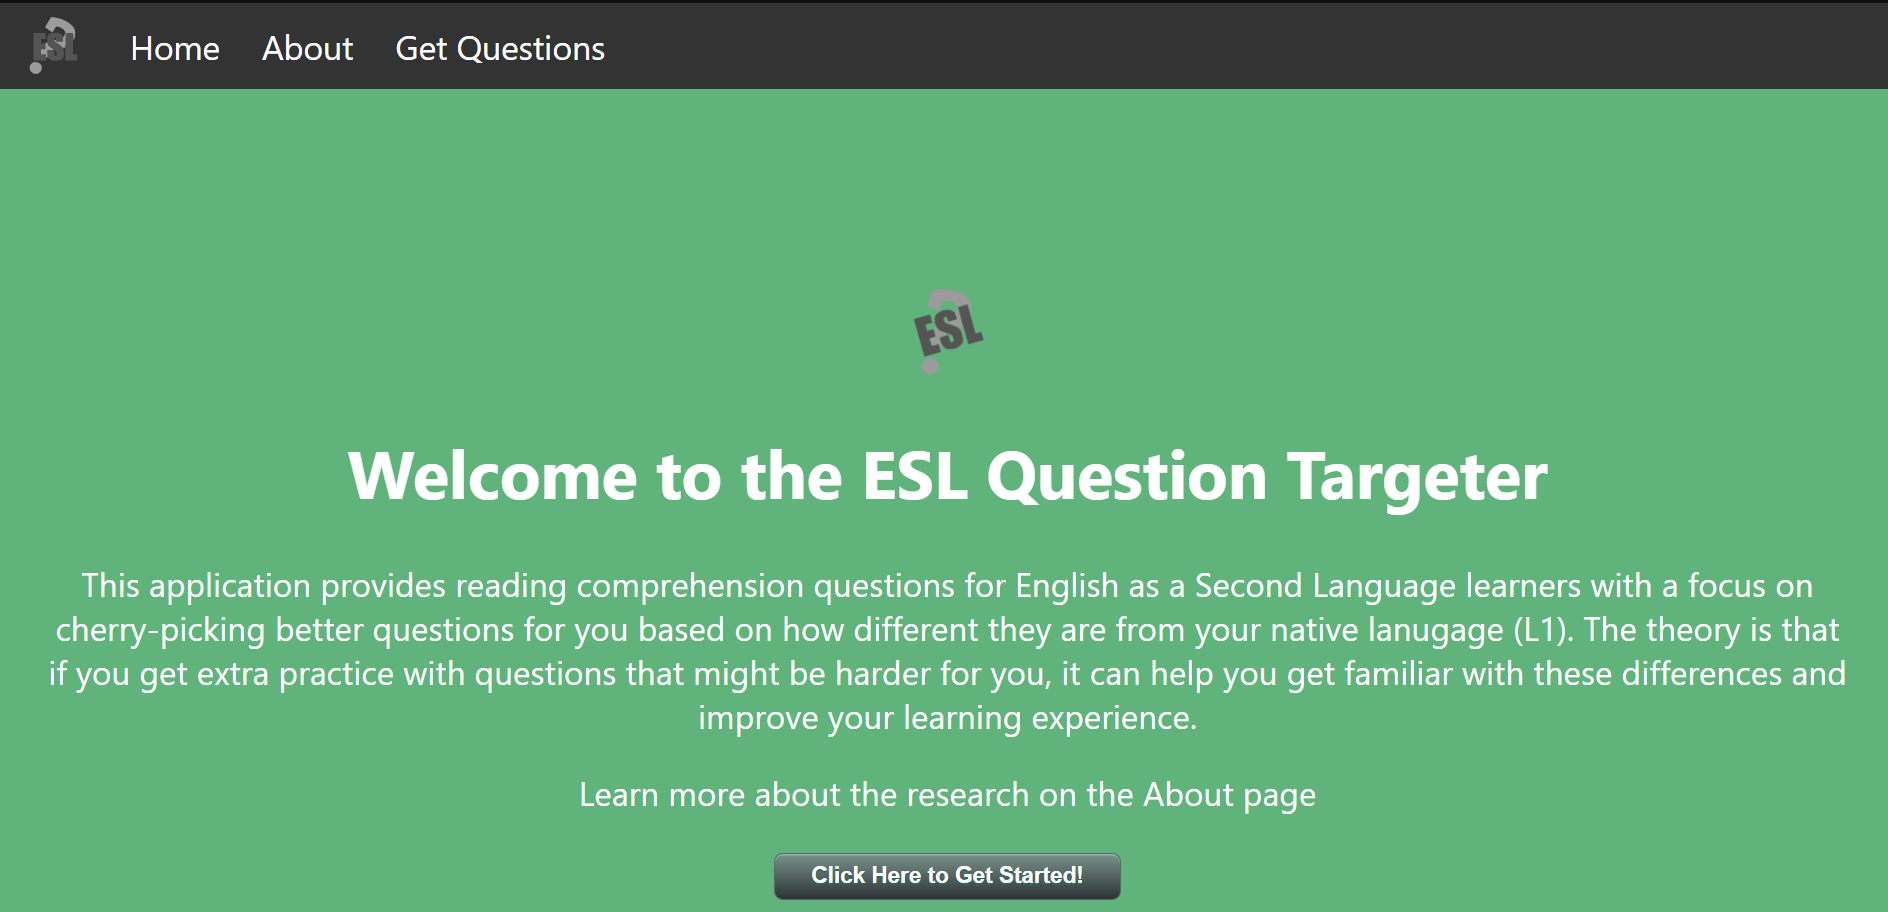 ESL
Home
About
Get Questions
ESL
Welcome to the ESL Question Targeter
This application provides reading comprehension questions for English as a Second Language learners with a focus on
cherry-picking better questions for you based on how different they are from your native lanugage (L1). The theory is that
if you get extra practice with questions that might be harder for you, it can help you get familiar with these differences and
improve your learning experience.
Learn more about the research on the About page
Click Here to Get Started!